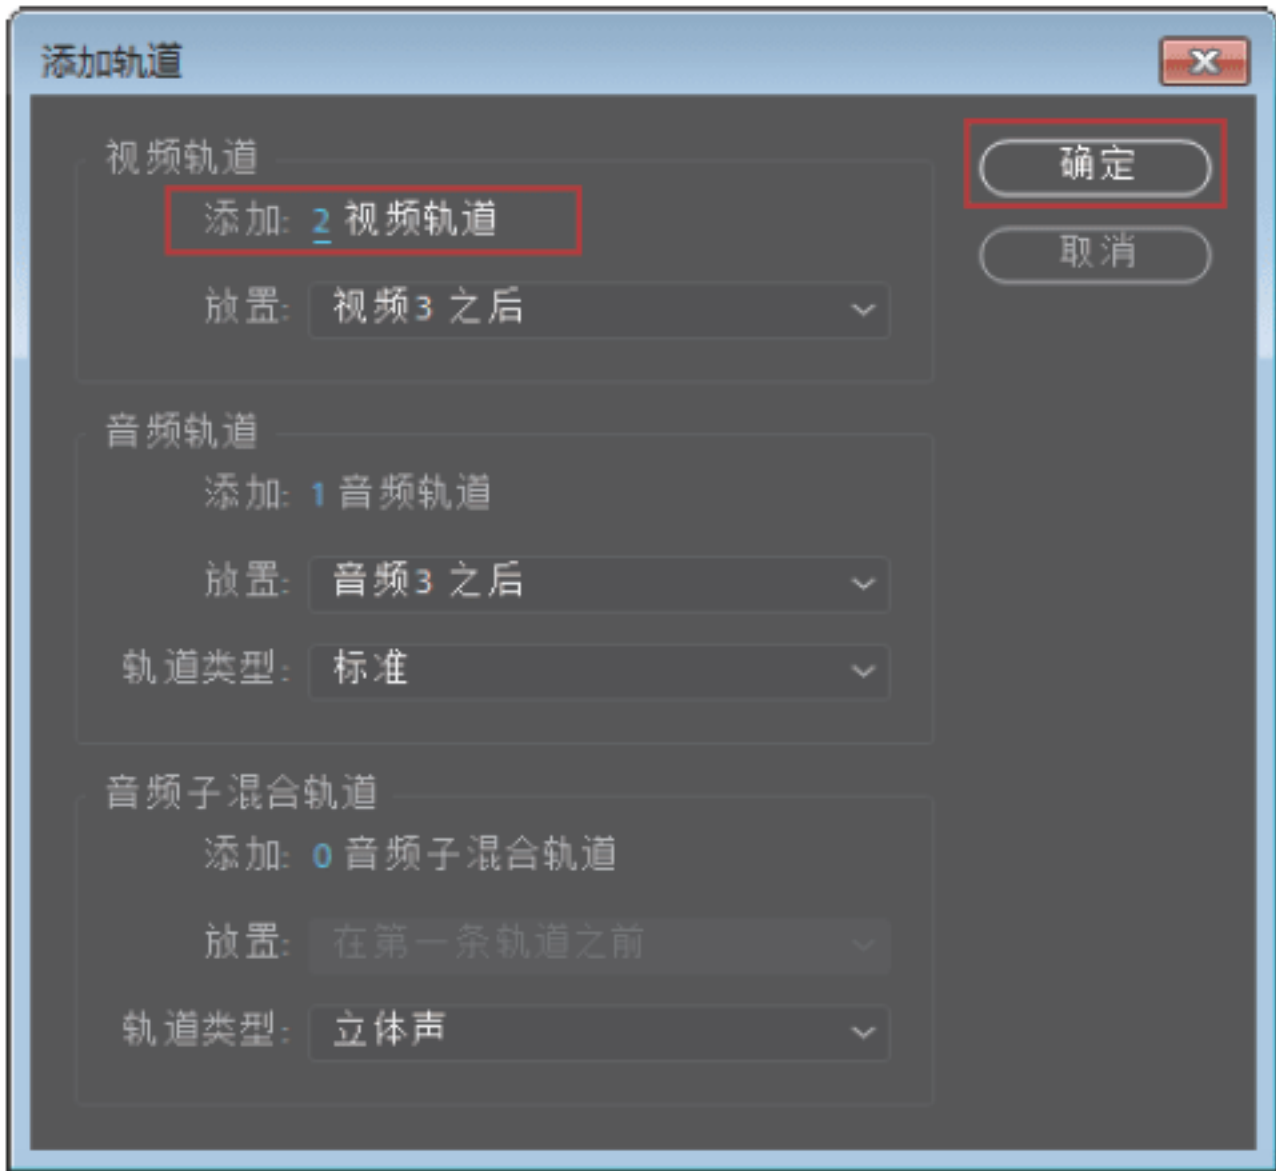 添加轨道
视频轨道
确定
添加: 2 视频轨道
取消
放置: 视频3 之后
音频轨道
添加: 1 音频轨道
放置: 音频3 之后
轨道类型: 标准
音频子混合轨道
添加: 0 音频子混合轨道
放置: 在第一条轨道之前
轨道类型: 立体声